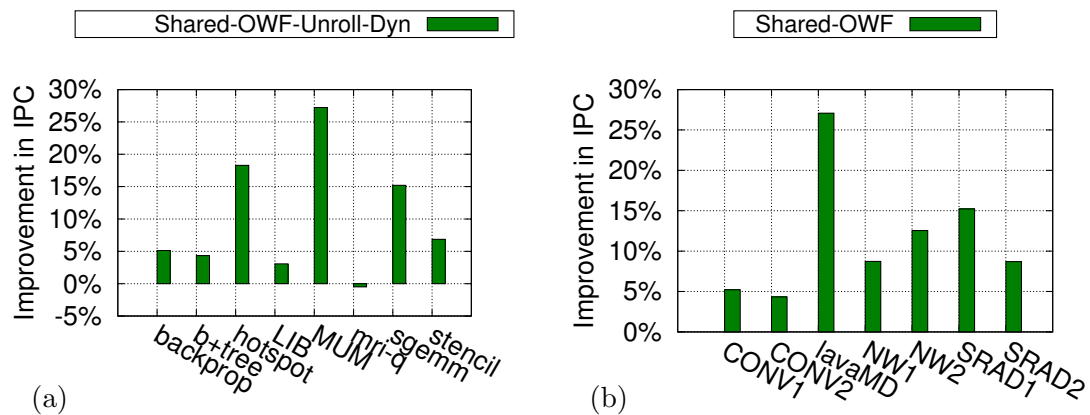 Shared-OWF-Unroll-Dyn
Improvement in IPC
30%
25%
20%
15%
10%
5%
0%
-5%
backprop
b+tree
hotspot
LIB
MUM
mri-q
sgemm
stencil
(a)
Shared-OWF
Improvement in IPC
30%
25%
20%
15%
10%
5%
0%
CONV1
CONV2
lavaMD
NW1
NW2
SRAD1
SRAD2
(b)